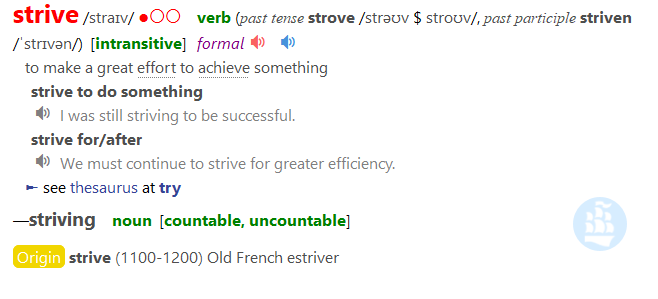 strive /straɪv/ ●○○ verb (past tense strove /strəʊv $ stroʊv/, past participle striven
/ˈstrɪvən/) [intransitive] formal
to make a great effort to achieve something
strive to do something
I was still striving to be successful.
strive for/after
We must continue to strive for greater efficiency.
► see thesaurus at try
—striving noun [countable, uncountable]
Origin strive (1100-1200) Old French estriver